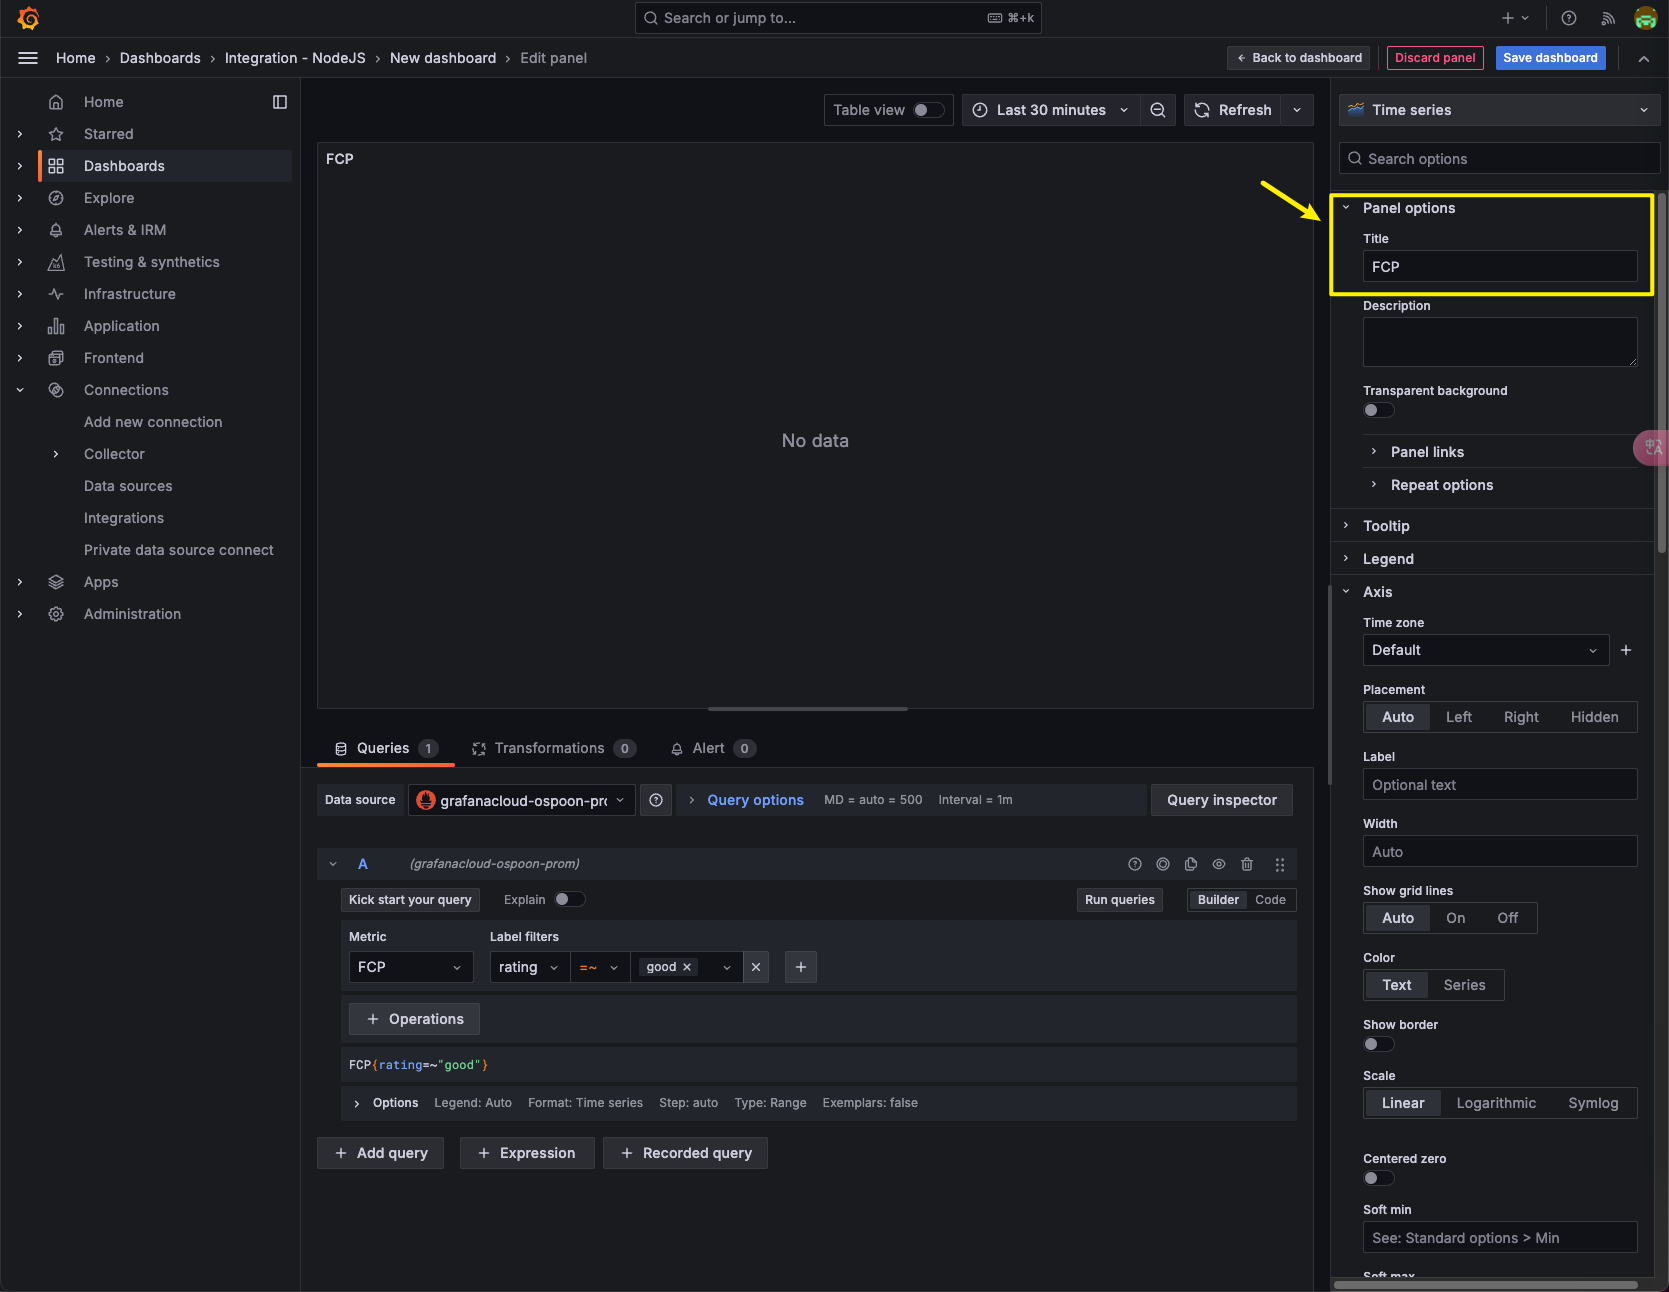 Search or jump to...
⌘+k
Home › Dashboards › Integration - NodeJS › New dashboard › Edit panel
Back to dashboard
Discard panel
Save dashboard
Home
Starred
Dashboards
Explore
Alerts & IRM
Testing & synthetics
Infrastructure
Application
Frontend
Connections
Add new connection
Collector
Data sources
Integrations
Private data source connect
Apps
Administration
Table view
Last 30 minutes
Refresh
FCP
No data
Queries 1
Transformations 0
Alert 0
Data source
grafanacloud-ospoon-pro
Query options
MD = auto = 500
Interval = 1m
Query inspector
A
(grafanacloud-ospoon-prom)
Kick start your query
Explain
Run queries
Builder
Code
Metric
Label filters
FCP
rating
=~
good
+ Operations
FCP{rating=~"good"}
Options
Legend: Auto
Format: Time series
Step: auto
Type: Range
Exemplars: false
+ Add query
+ Expression
+ Recorded query
Time series
Search options
Panel options
Title
FCP
Description
Transparent background
Panel links
Repeat options
Tooltip
Legend
Axis
Time zone
Default
Placement
Auto
Left
Right
Hidden
Label
Optional text
Width
Auto
Show grid lines
Auto
On
Off
Color
Text
Series
Show border
Scale
Linear
Logarithmic
Symlog
Centered zero
Soft min
See: Standard options > Min
Soft max